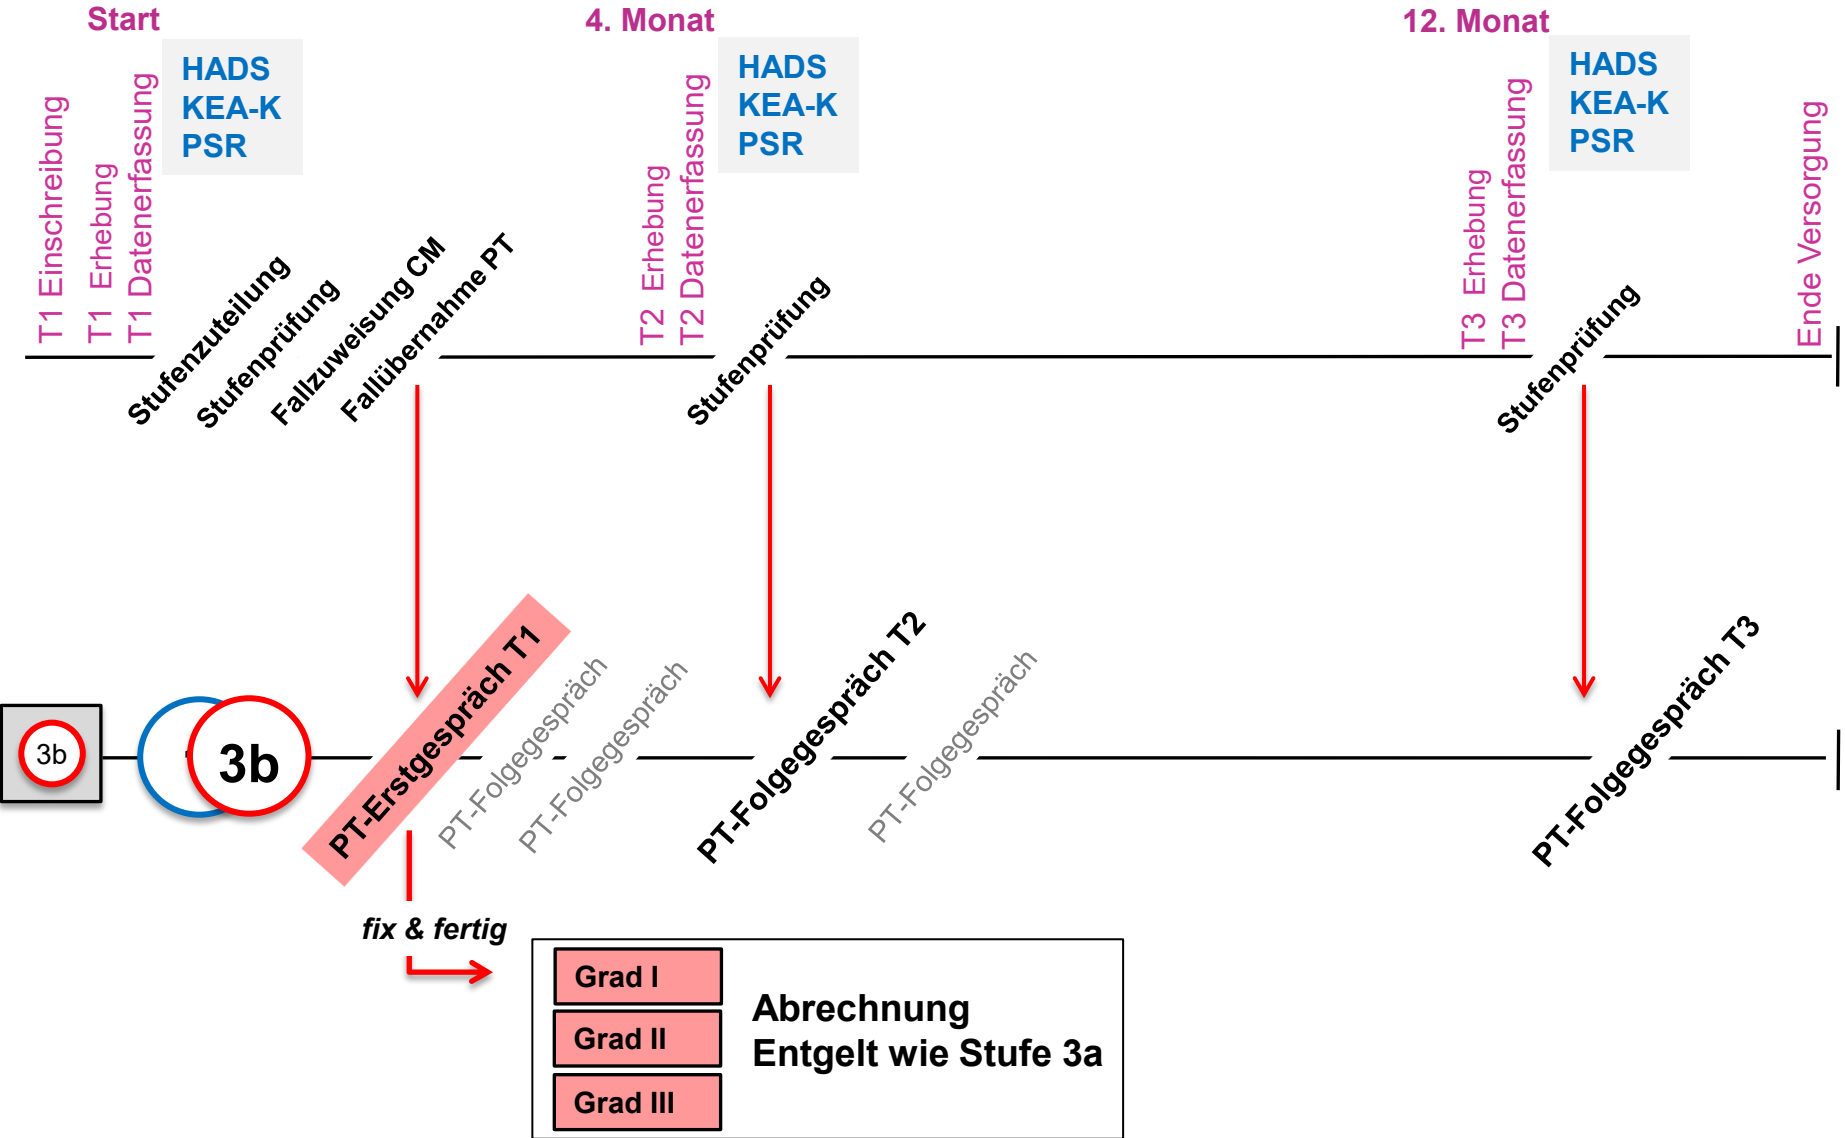 Start
4. Monat
12. Monat
T1 Einschreibung
T1 Erhebung
T1 Datenerfassung
HADS
KEA-K
PSR
T2 Erhebung
T2 Datenerfassung
HADS
KEA-K
PSR
T3 Erhebung
T3 Datenerfassung
HADS
KEA-K
PSR
Ende Versorgung
Stufenzuteilung
Stufenprüfung
Fallzuweisung CM
Fallübernahme PT
Stufenprüfung
Stufenprüfung
3b
3b
PT-Erstgespräch T1
PT-Folgegespräch
PT-Folgegespräch
PT-Folgegespräch T2
PT-Folgegespräch
PT-Folgegespräch T3
fix & fertig
Grad I
Grad II
Grad III
Abrechnung
Entgelt wie Stufe 3a